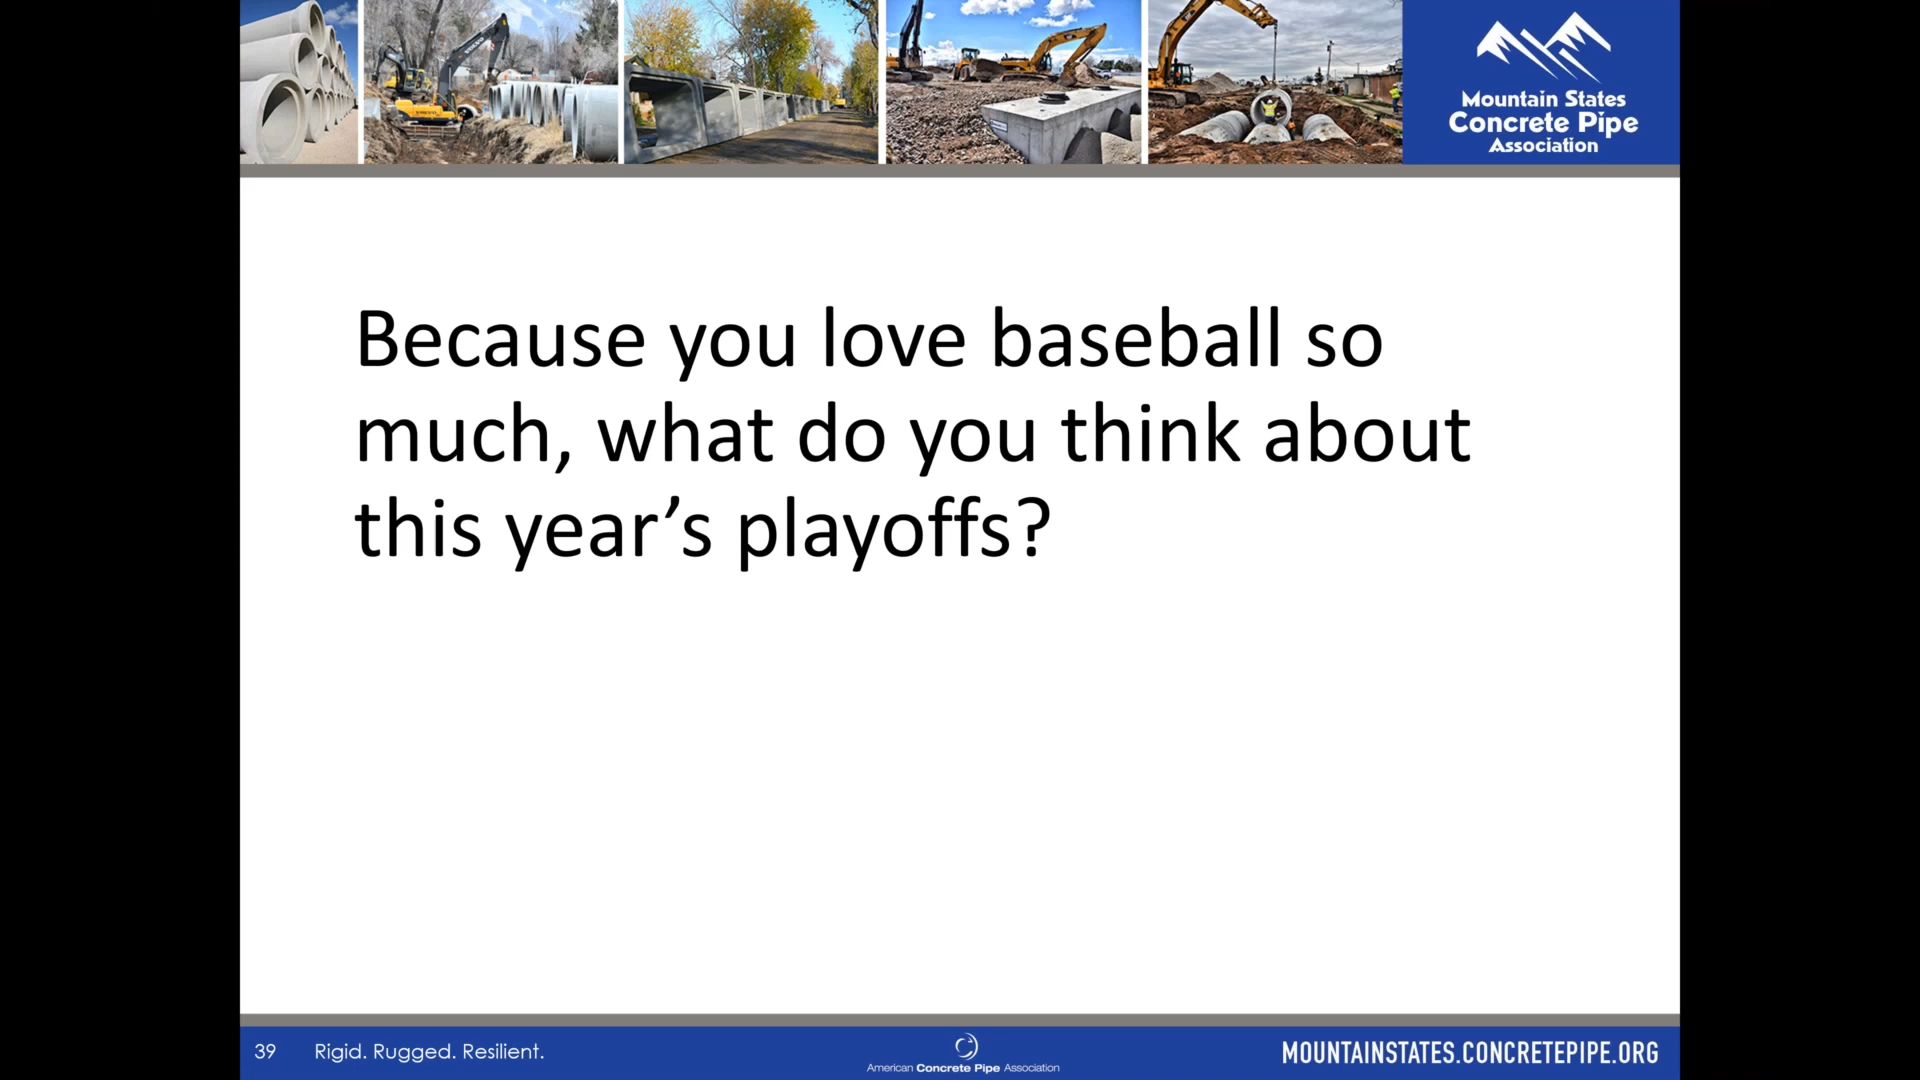 Mountain States
Concrete Pipe
Association
Because you love baseball so
much, what do you think about
this year’s playoffs?
39 Rigid. Rugged. Resilient.
American Concrete Pipe Association
MOUNTAINSTATES.CONCRETEPIPE.ORG